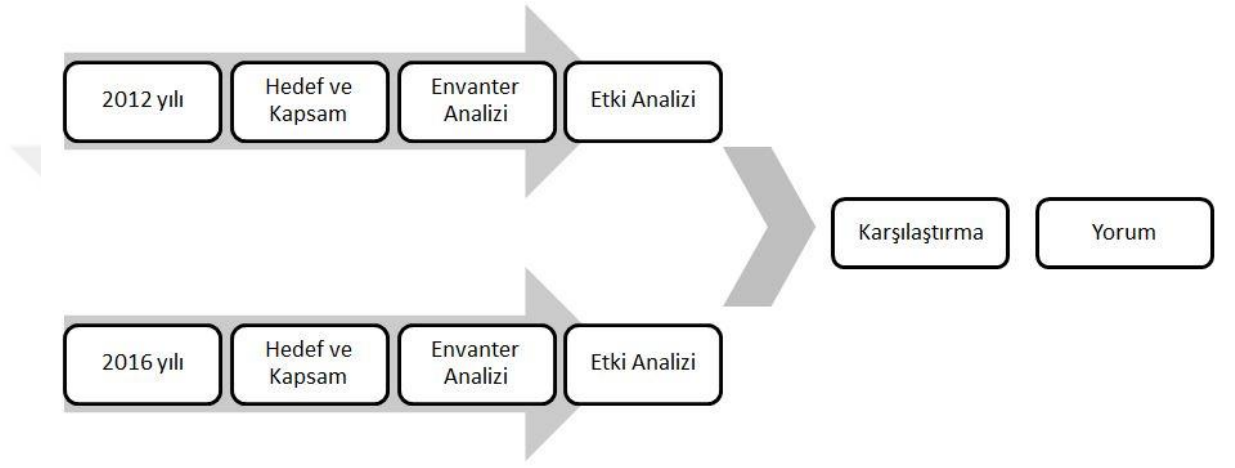 2012 yılı
Hedef ve
Kapsam
Envanter
Analizi
Etki Analizi
Karşılaştırma
Yorum
2016 yılı
Hedef ve
Kapsam
Envanter
Analizi
Etki Analizi